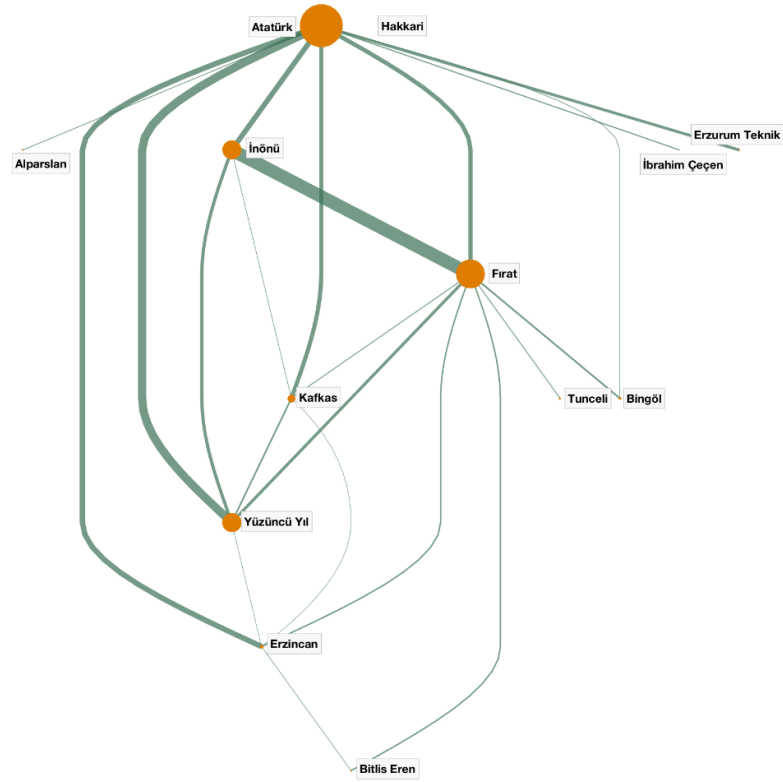 Atatürk
Hakkari
Erzurum Teknik
İnönü
Alparslan
İbrahim Çeçen
Fırat
Kafkas
Tunceli
Bingöl
Yüzüncü Yıl
Erzincan
Bitlis Eren